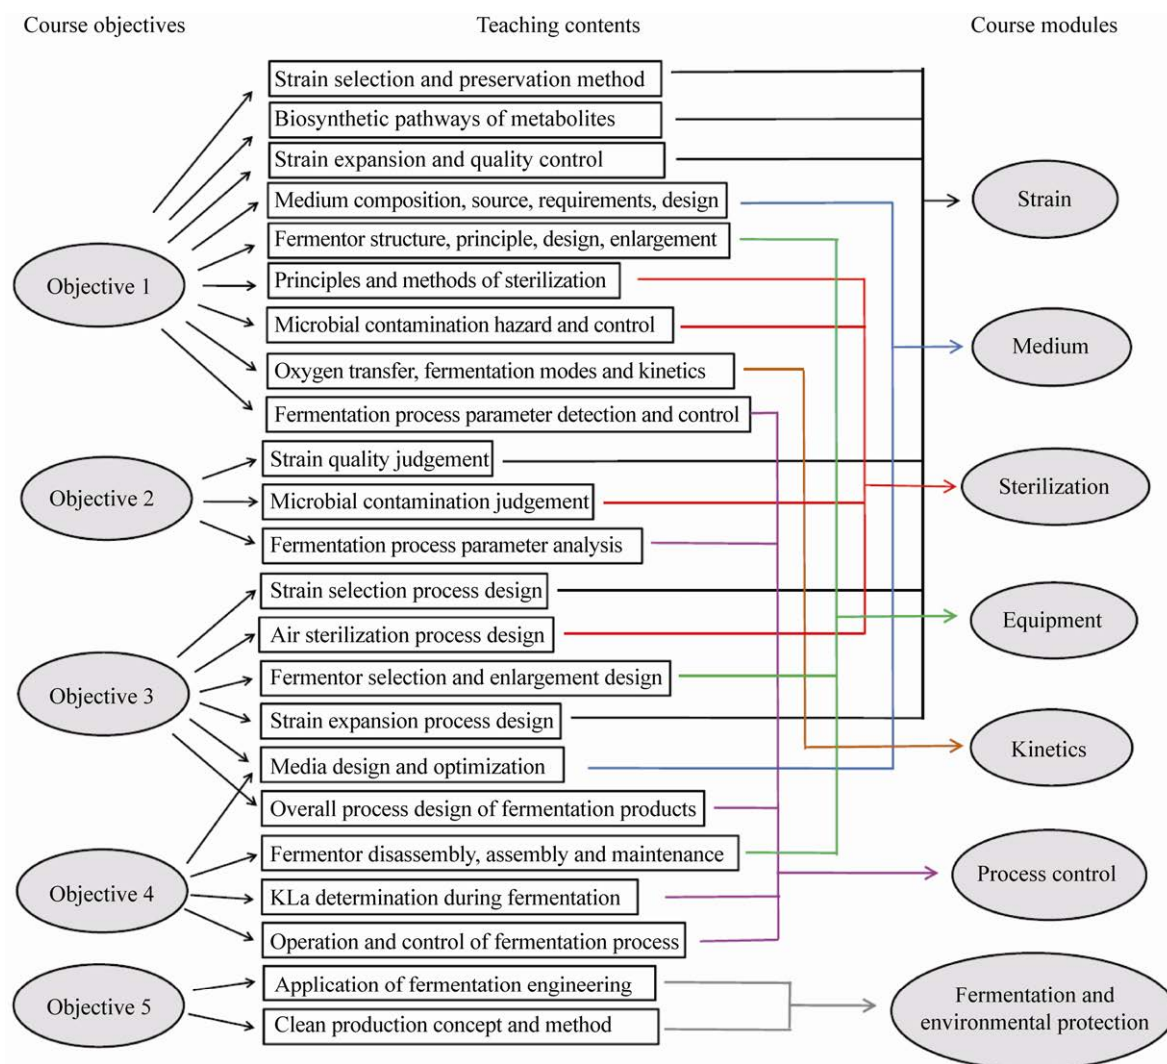 Course objectives
Teaching contents
Course modules
Strain selection and preservation method
Biosynthetic pathways of metabolites
Strain expansion and quality control
Medium composition, source, requirements, design
Fermentor structure, principle, design, enlargement
Principles and methods of sterilization
Microbial contamination hazard and control
Oxygen transfer, fermentation modes and kinetics
Fermentation process parameter detection and control
Strain quality judgement
Microbial contamination judgement
Fermentation process parameter analysis
Strain selection process design
Air sterilization process design
Fermentor selection and enlargement design
Strain expansion process design
Media design and optimization
Overall process design of fermentation products
Fermentor disassembly, assembly and maintenance
KLa determination during fermentation
Operation and control of fermentation process
Application of fermentation engineering
Clean production concept and method
Objective 1
Objective 2
Objective 3
Objective 4
Objective 5
Strain
Medium
Sterilization
Equipment
Kinetics
Process control
Fermentation and
environmental protection